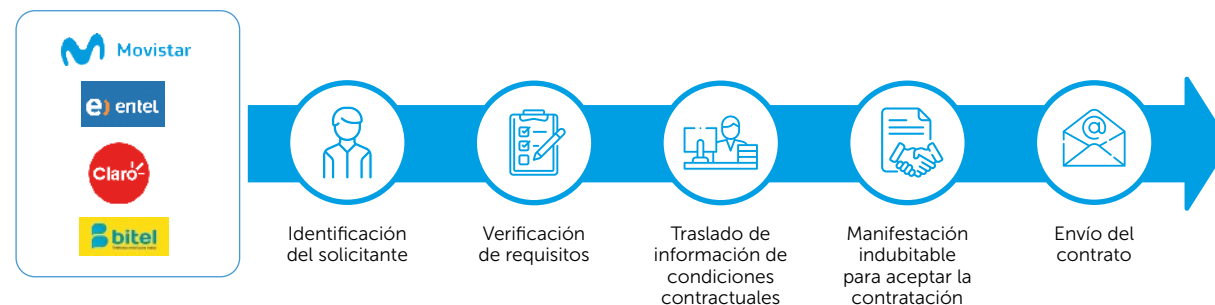 Movistar
e) entel
Claro
bitel
Identificación
del solicitante
Verificación
de requisitos
Traslado de
información de
condiciones
contractuales
Manifestación
indubitable
para aceptar la
contratación
@
Envío del
contrato